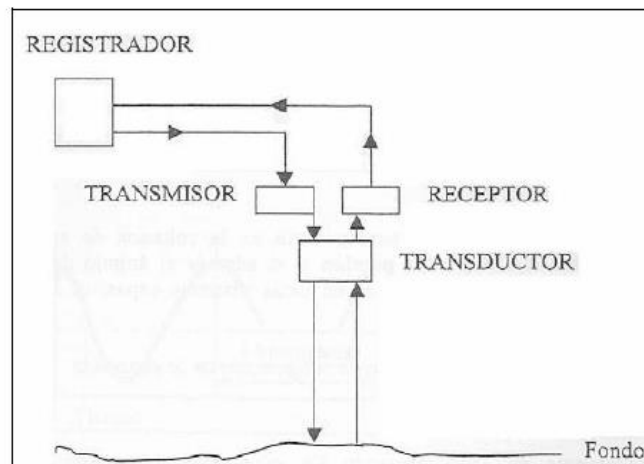 REGISTRADOR
TRANSMISOR
RECEPTOR
TRANSDUCTOR
Fondo